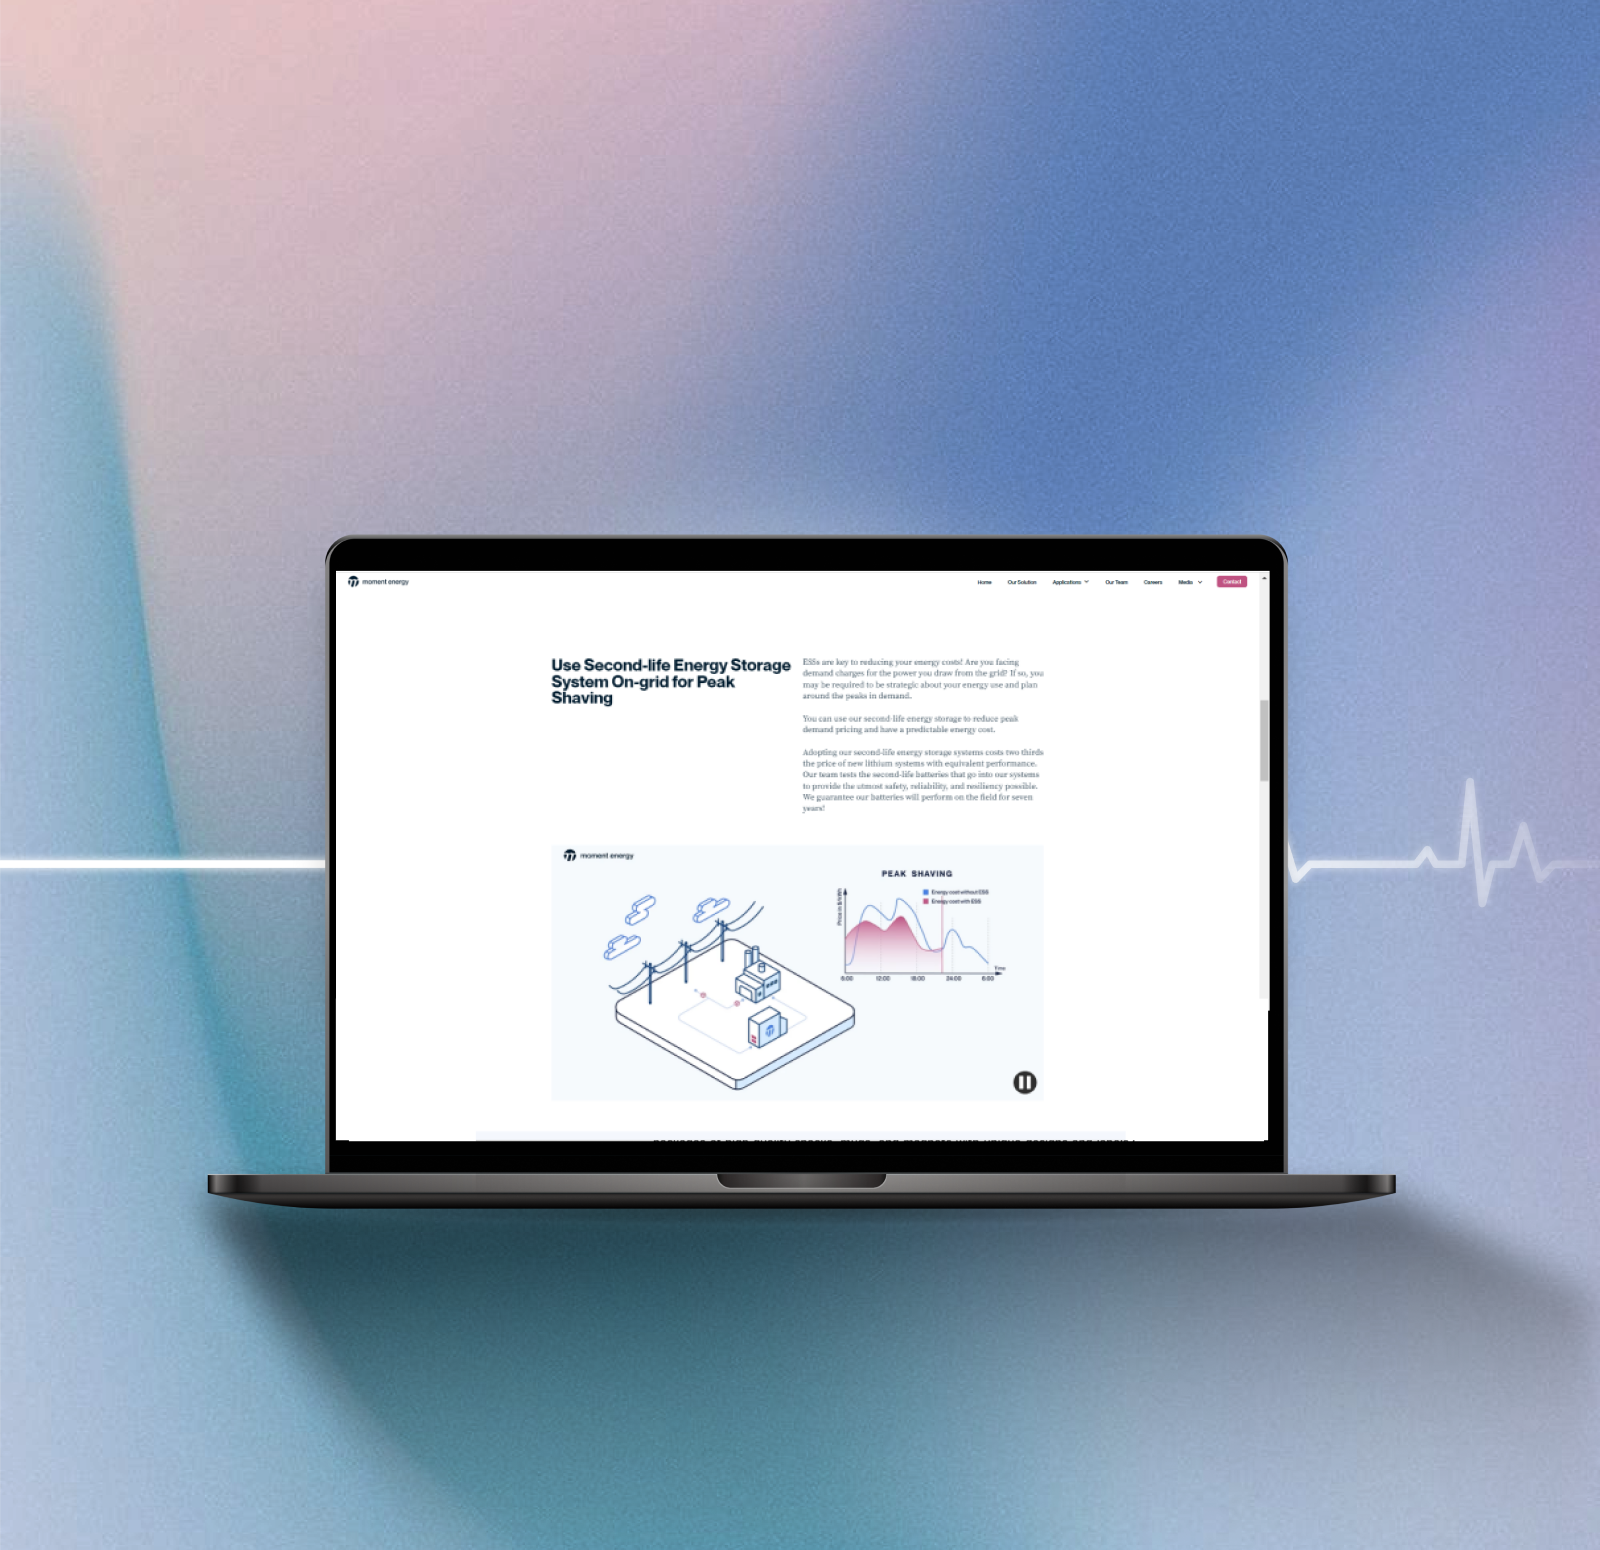 moment energy
Home Our Solution Applications Our Team Careers Media Contact
Use Second-life Energy Storage
System On-grid for Peak
Shaving
ESSs are key to reducing your energy costs! Are you facing
demand charges for the power you draw from the grid? If so, you
may be required to be strategic about your energy use and plan
around the peaks in demand.
You can use our second-life energy storage to reduce peak
demand pricing and have a predictable energy cost.
Adopting our second-life energy storage systems costs two thirds
the price of new lithium systems with equivalent performance.
Our team tests the second-life batteries that go into our systems
to provide the utmost safety, reliability, and resiliency possible.
We guarantee our batteries will perform on the field for seven
years!
moment energy
PEAK SHAVING
Energy cost without ESS
Energy cost with ESS
Price in $/kWh
Time
6:00 12:00 18:00 24:00 6:00